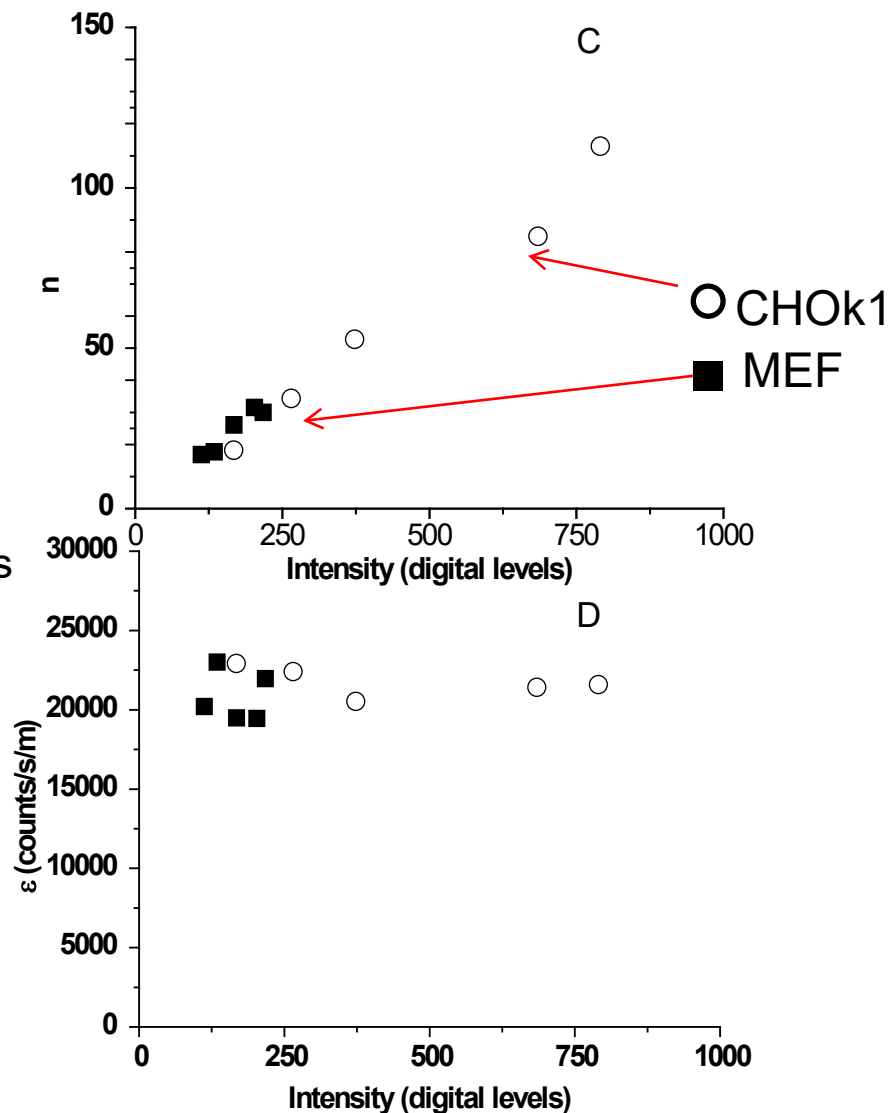 150
C
100
n
CHOk1
MEF
50
0
0 250 500 750 1000
Intensity (digital levels)
s
30000
D
25000
20000
15000
ε (counts/s/m)
10000
5000
0
0 250 500 750 1000
Intensity (digital levels)